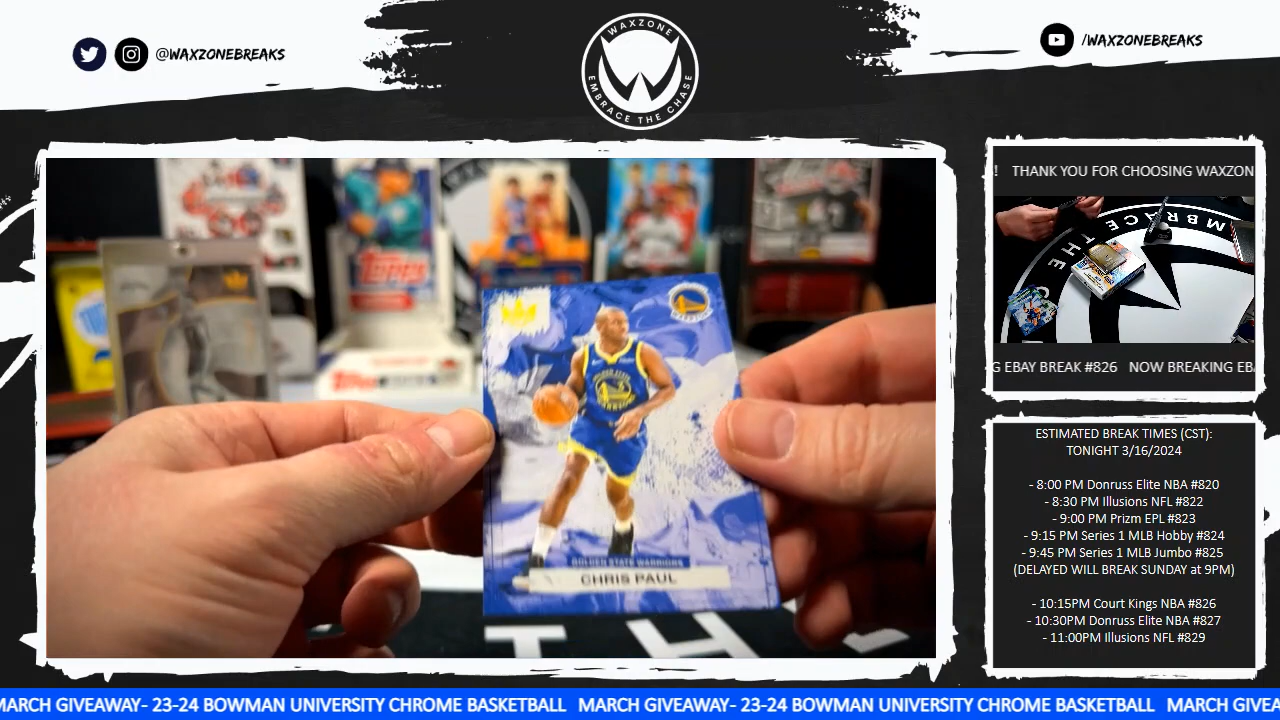 @WAXZONEBREAKS
WAXZONE
EMBRACE THE CHASE
/WAXZONEBREAKS
! THANK YOU FOR CHOOSING WAXZON
EMBRACE THE
G EBAY BREAK #826 NOW BREAKING EBA
Topps
WARRIORS
GOLDEN STATE WARRIORS
CHRIS PAUL
T H
ESTIMATED BREAK TIMES (CST):
TONIGHT 3/16/2024
- 8:00 PM Donruss Elite NBA #820
- 8:30 PM Illusions NFL #822
- 9:00 PM Prizm EPL #823
- 9:15 PM Series 1 MLB Hobby #824
- 9:45 PM Series 1 MLB Jumbo #825
(DELAYED WILL BREAK SUNDAY at 9PM)
- 10:15PM Court Kings NBA #826
- 10:30PM Donruss Elite NBA #827
- 11:00PM Illusions NFL #829
MARCH GIVEAWAY- 23-24 BOWMAN UNIVERSITY CHROME BASKETBALL MARCH GIVEAWAY- 23-24 BOWMAN UNIVERSITY CHROME BASKETBALL MARCH GIVEA